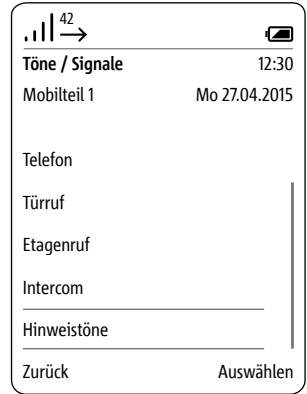 42
Töne / Signale 12:30
Mobilteil 1 Mo 27.04.2015
Telefon
Türruf
Etagenruf
Intercom
Hinweistöne
Zurück Auswählen